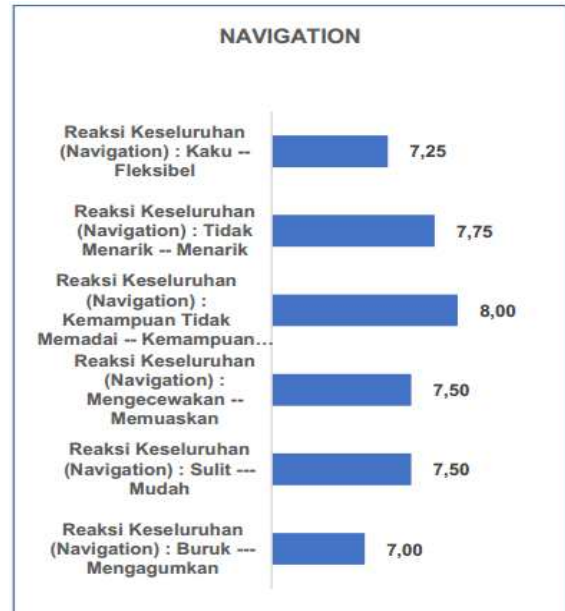 NAVIGATION
Reaksi Keseluruhan
(Navigation) : Kaku --
Fleksibel
7,25
Reaksi Keseluruhan
(Navigation) : Tidak
Menarik -- Menarik
7,75
Reaksi Keseluruhan
(Navigation) :
Kemampuan Tidak
Memadai -- Kemampuan...
8,00
Reaksi Keseluruhan
(Navigation) :
Mengecewakan --
Memuaskan
7,50
Reaksi Keseluruhan
(Navigation) : Sulit ---
Mudah
7,50
Reaksi Keseluruhan
(Navigation) : Buruk ---
Mengagumkan
7,00